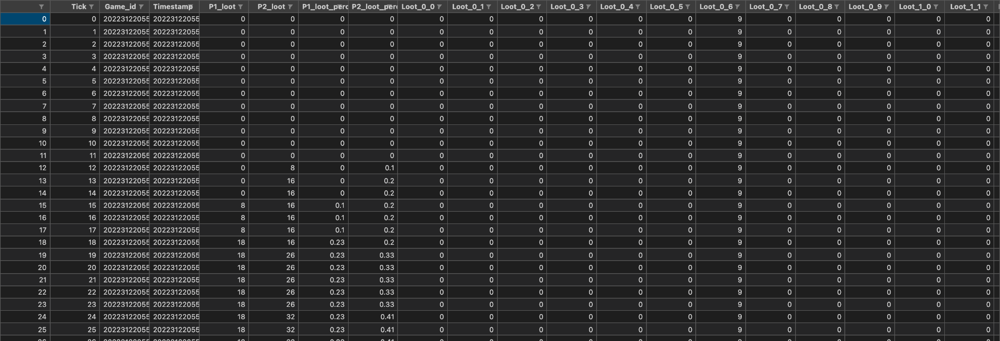 Tick Game_id Timestamp P1_loot P2_loot P1_loot_perc P2_loot_perc Loot_0_0 Loot_0_1 Loot_0_2 Loot_0_3 Loot_0_4 Loot_0_5 Loot_0_6 Loot_0_7 Loot_0_8 Loot_0_9 Loot_1_0 Loot_1_1
0 0 20223122055 20223122055 0 0 0 0 0 0 0 0 0 0 9 0 0 0 0 0
1 1 20223122055 20223122055 0 0 0 0 0 0 0 0 0 0 9 0 0 0 0 0
2 2 20223122055 20223122055 0 0 0 0 0 0 0 0 0 0 9 0 0 0 0 0
3 3 20223122055 20223122055 0 0 0 0 0 0 0 0 0 0 9 0 0 0 0 0
4 4 20223122055 20223122055 0 0 0 0 0 0 0 0 0 0 9 0 0 0 0 0
5 5 20223122055 20223122055 0 0 0 0 0 0 0 0 0 0 9 0 0 0 0 0
6 6 20223122055 20223122055 0 0 0 0 0 0 0 0 0 0 9 0 0 0 0 0
7 7 20223122055 20223122055 0 0 0 0 0 0 0 0 0 0 9 0 0 0 0 0
8 8 20223122055 20223122055 0 0 0 0 0 0 0 0 0 0 9 0 0 0 0 0
9 9 20223122055 20223122055 0 0 0 0 0 0 0 0 0 0 9 0 0 0 0 0
10 10 20223122055 20223122055 0 0 0 0 0 0 0 0 0 0 9 0 0 0 0 0
11 11 20223122055 20223122055 0 0 0 0 0 0 0 0 0 0 9 0 0 0 0 0
12 12 20223122055 20223122055 0 8 0 0.1 0 0 0 0 0 0 9 0 0 0 0 0
13 13 20223122055 20223122055 0 16 0 0.2 0 0 0 0 0 0 9 0 0 0 0 0
14 14 20223122055 20223122055 0 16 0 0.2 0 0 0 0 0 0 9 0 0 0 0 0
15 15 20223122055 20223122055 8 16 0.1 0.2 0 0 0 0 0 0 9 0 0 0 0 0
16 16 20223122055 20223122055 8 16 0.1 0.2 0 0 0 0 0 0 9 0 0 0 0 0
17 17 20223122055 20223122055 8 16 0.1 0.2 0 0 0 0 0 0 9 0 0 0 0 0
18 18 20223122055 20223122055 18 16 0.23 0.2 0 0 0 0 0 0 9 0 0 0 0 0
19 19 20223122055 20223122055 18 26 0.23 0.33 0 0 0 0 0 0 9 0 0 0 0 0
20 20 20223122055 20223122055 18 26 0.23 0.33 0 0 0 0 0 0 9 0 0 0 0 0
21 21 20223122055 20223122055 18 26 0.23 0.33 0 0 0 0 0 0 9 0 0 0 0 0
22 22 20223122055 20223122055 18 26 0.23 0.33 0 0 0 0 0 0 9 0 0 0 0 0
23 23 20223122055 20223122055 18 26 0.23 0.33 0 0 0 0 0 0 9 0 0 0 0 0
24 24 20223122055 20223122055 18 32 0.23 0.41 0 0 0 0 0 0 9 0 0 0 0 0
25 25 20223122055 20223122055 18 32 0.23 0.41 0 0 0 0 0 0 9 0 0 0 0 0